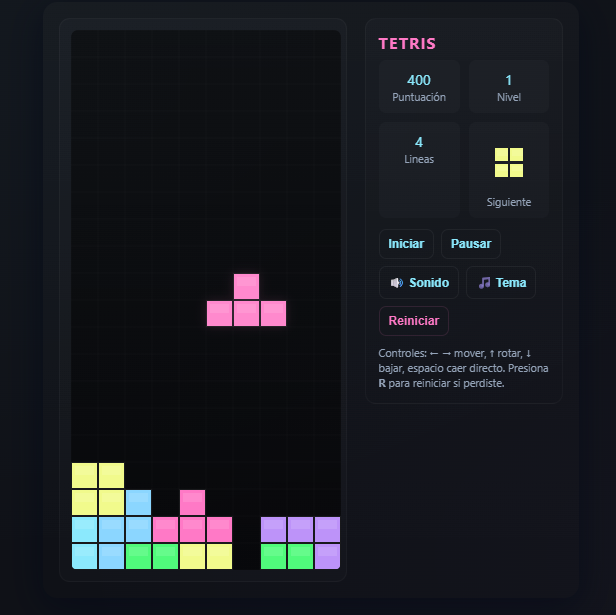 TETRIS
400
Puntuación
1
Nivel
4
Lineas
Siguiente
Iniciar
Pausar
Sonido
Tema
Reiniciar
Controles: ← → mover, ↑ rotar, ↓
bajar, espacio caer directo. Presiona
R para reiniciar si perdiste.